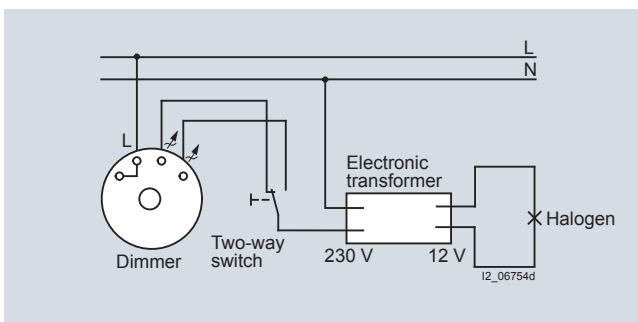 L
N
L
Electronic
transformer
Halogen
Two-way
switch
Dimmer
230 V
12 V
I2_06754d